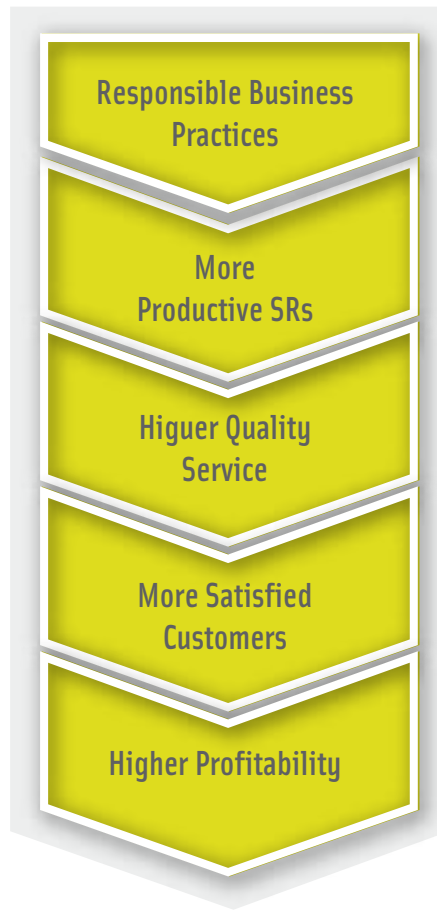 Responsible Business
Practices
More
Productive SRs
Higuer Quality
Service
More Satisfied
Customers
Higher Profitability